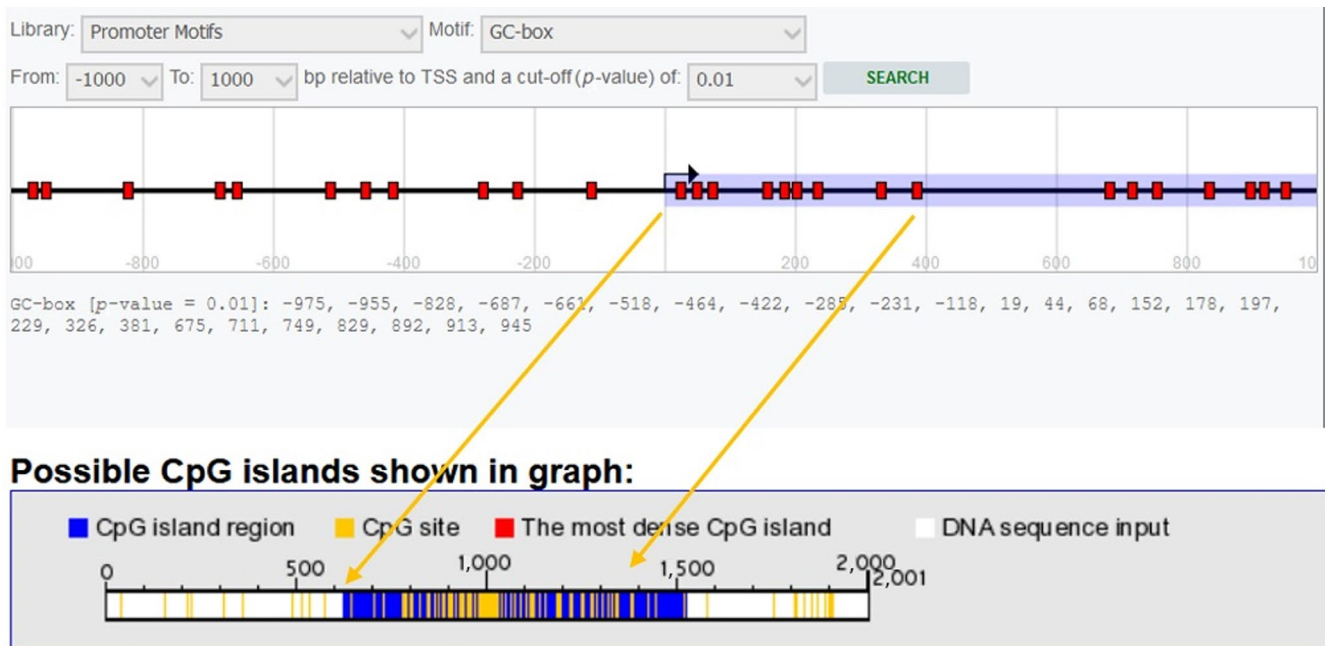 Library: Promoter Motifs Motif: GC-box
From: -1000 To: 1000 bp relative to TSS and a cut-off (p-value) of: 0.01 SEARCH
00 -800 -600 -400 -200 200 400 600 800 10
GC-box [p-value = 0.01]: -975, -955, -828, -687, -661, -518, -464, -422, -285, -231, -118, 19, 44, 68, 152, 178, 197,
229, 326, 381, 675, 711, 749, 829, 892, 913, 945
Possible CpG islands shown in graph:
CpG island region CpG site The most dense CpG island DNA sequence input
0 500 1,000 1,500 2,000
2,001